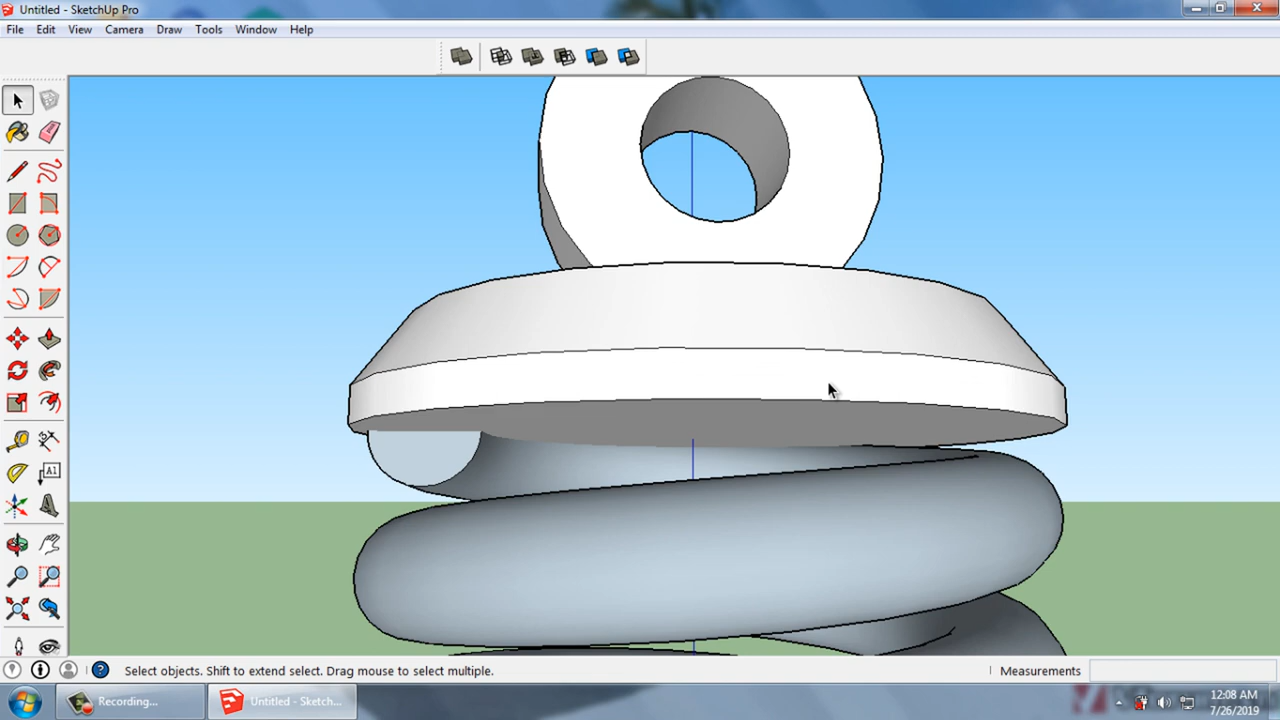 Untitled - SketchUp Pro
File Edit View Camera Draw Tools Window Help
A1
Select objects. Shift to extend select. Drag mouse to select multiple.
Measurements
Recording...
Untitled - Sketch...
12:08 AM
7/26/2019